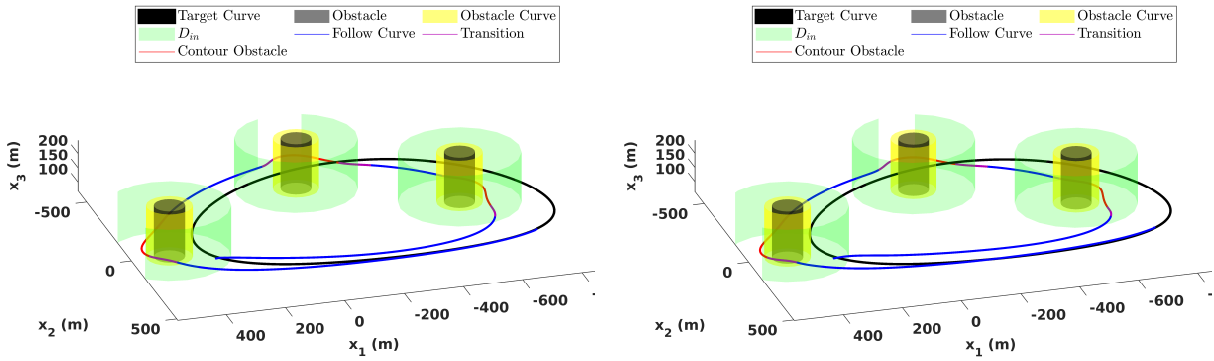 Target Curve Obstacle Obstacle Curve
D_in Follow Curve Transition
Contour Obstacle
200
150
100
x_3 (m)
-500
0
500
x_2 (m)
400 200 0 -200 -400 -600
x_1 (m)
Target Curve Obstacle Obstacle Curve
D_in Follow Curve Transition
Contour Obstacle
200
150
100
x_3 (m)
-500
0
500
x_2 (m)
400 200 0 -200 -400 -600
x_1 (m)